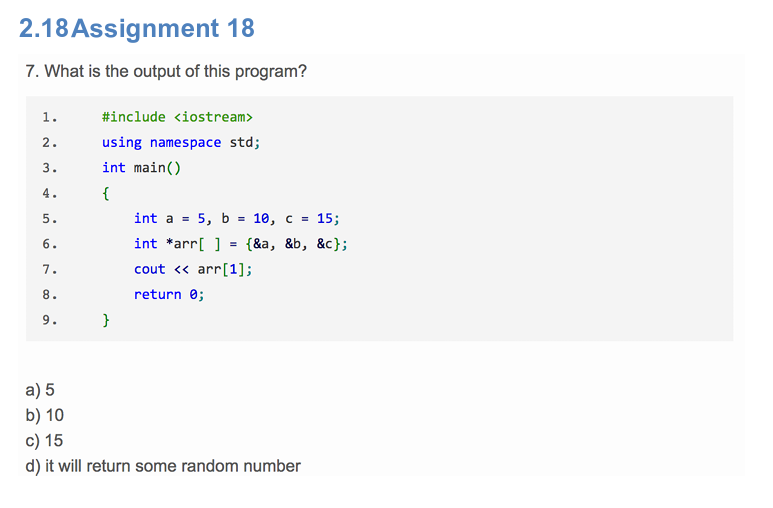 2.18Assignment 18
7. What is the output of this program?
1. #include <iostream>
2. using namespace std;
3. int main()
4. {
5. int a = 5, b = 10, c = 15;
6. int *arr[ ] = {&a, &b, &c};
7. cout << arr[1];
8. return 0;
9. }
a) 5
b) 10
c) 15
d) it will return some random number